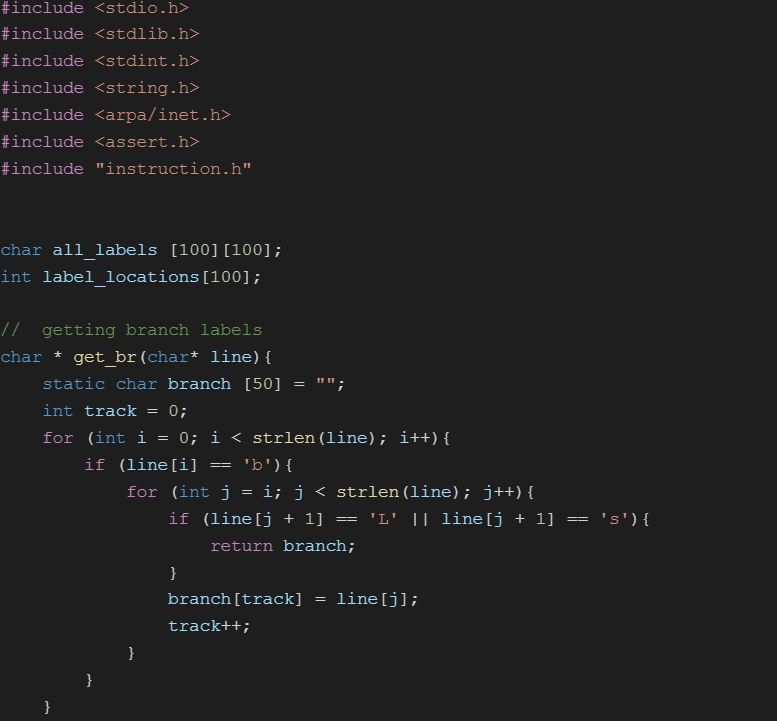 #include <stdio.h>
#include <stdlib.h>
#include <stdint.h>
#include <string.h>
#include <arpa/inet.h>
#include <assert.h>
#include "instruction.h"
char all_labels [100][100];
int label_locations[100];
//  getting branch labels
char * get_br(char* line){
    static char branch [50] = "";
    int track = 0;
    for (int i = 0; i < strlen(line); i++){
        if (line[i] == 'b'){
            for (int j = i; j < strlen(line); j++){
                if (line[j + 1] == 'L' || line[j + 1] == 's'){
                    return branch;
                }
                branch[track] = line[j];
                track++;
            }
        }
    }